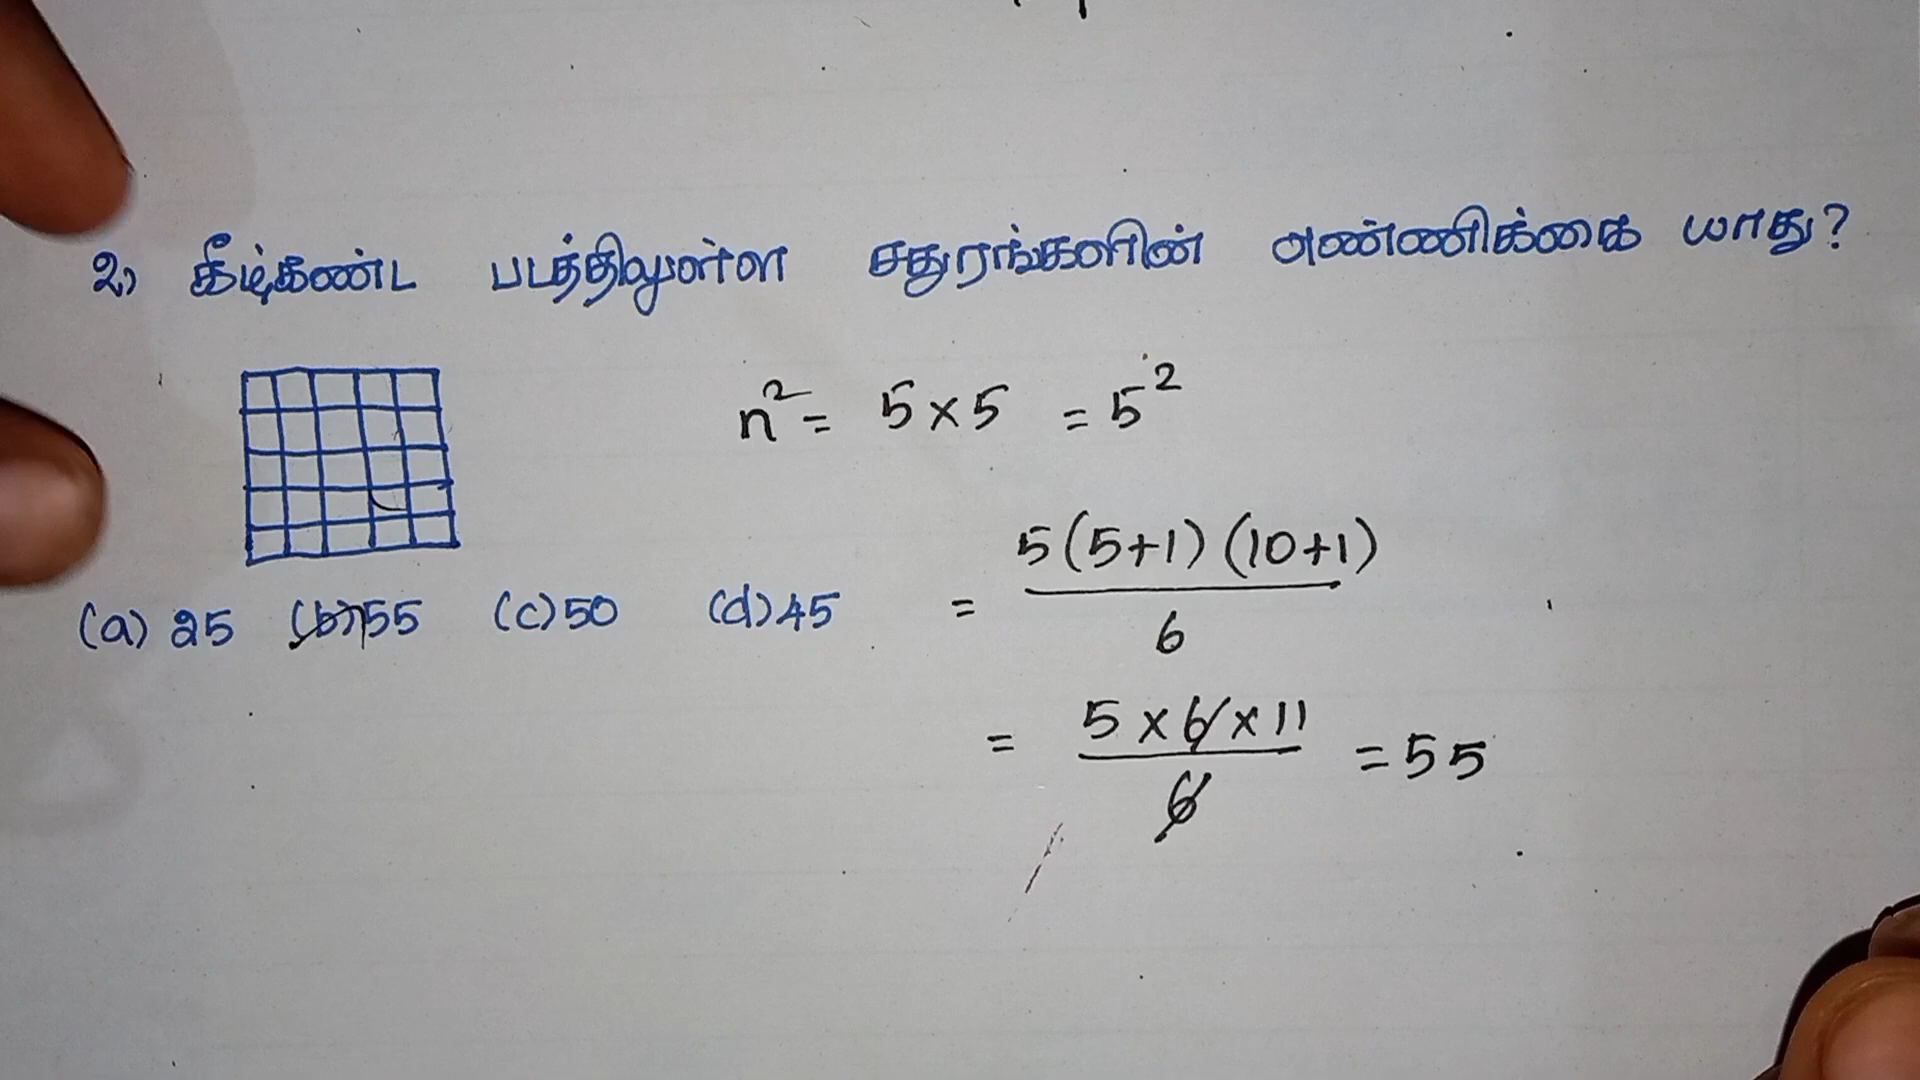 2) கீழ்கண்ட படத்திலுள்ள சதுரங்களின் எண்ணிக்கை யாது?
n² = 5 × 5 = 5²
= 5(5+1)(10+1) / 6
(a) 25 (b) 55 (c) 50 (d) 45
= 5 × 6 × 11 / 6 = 55